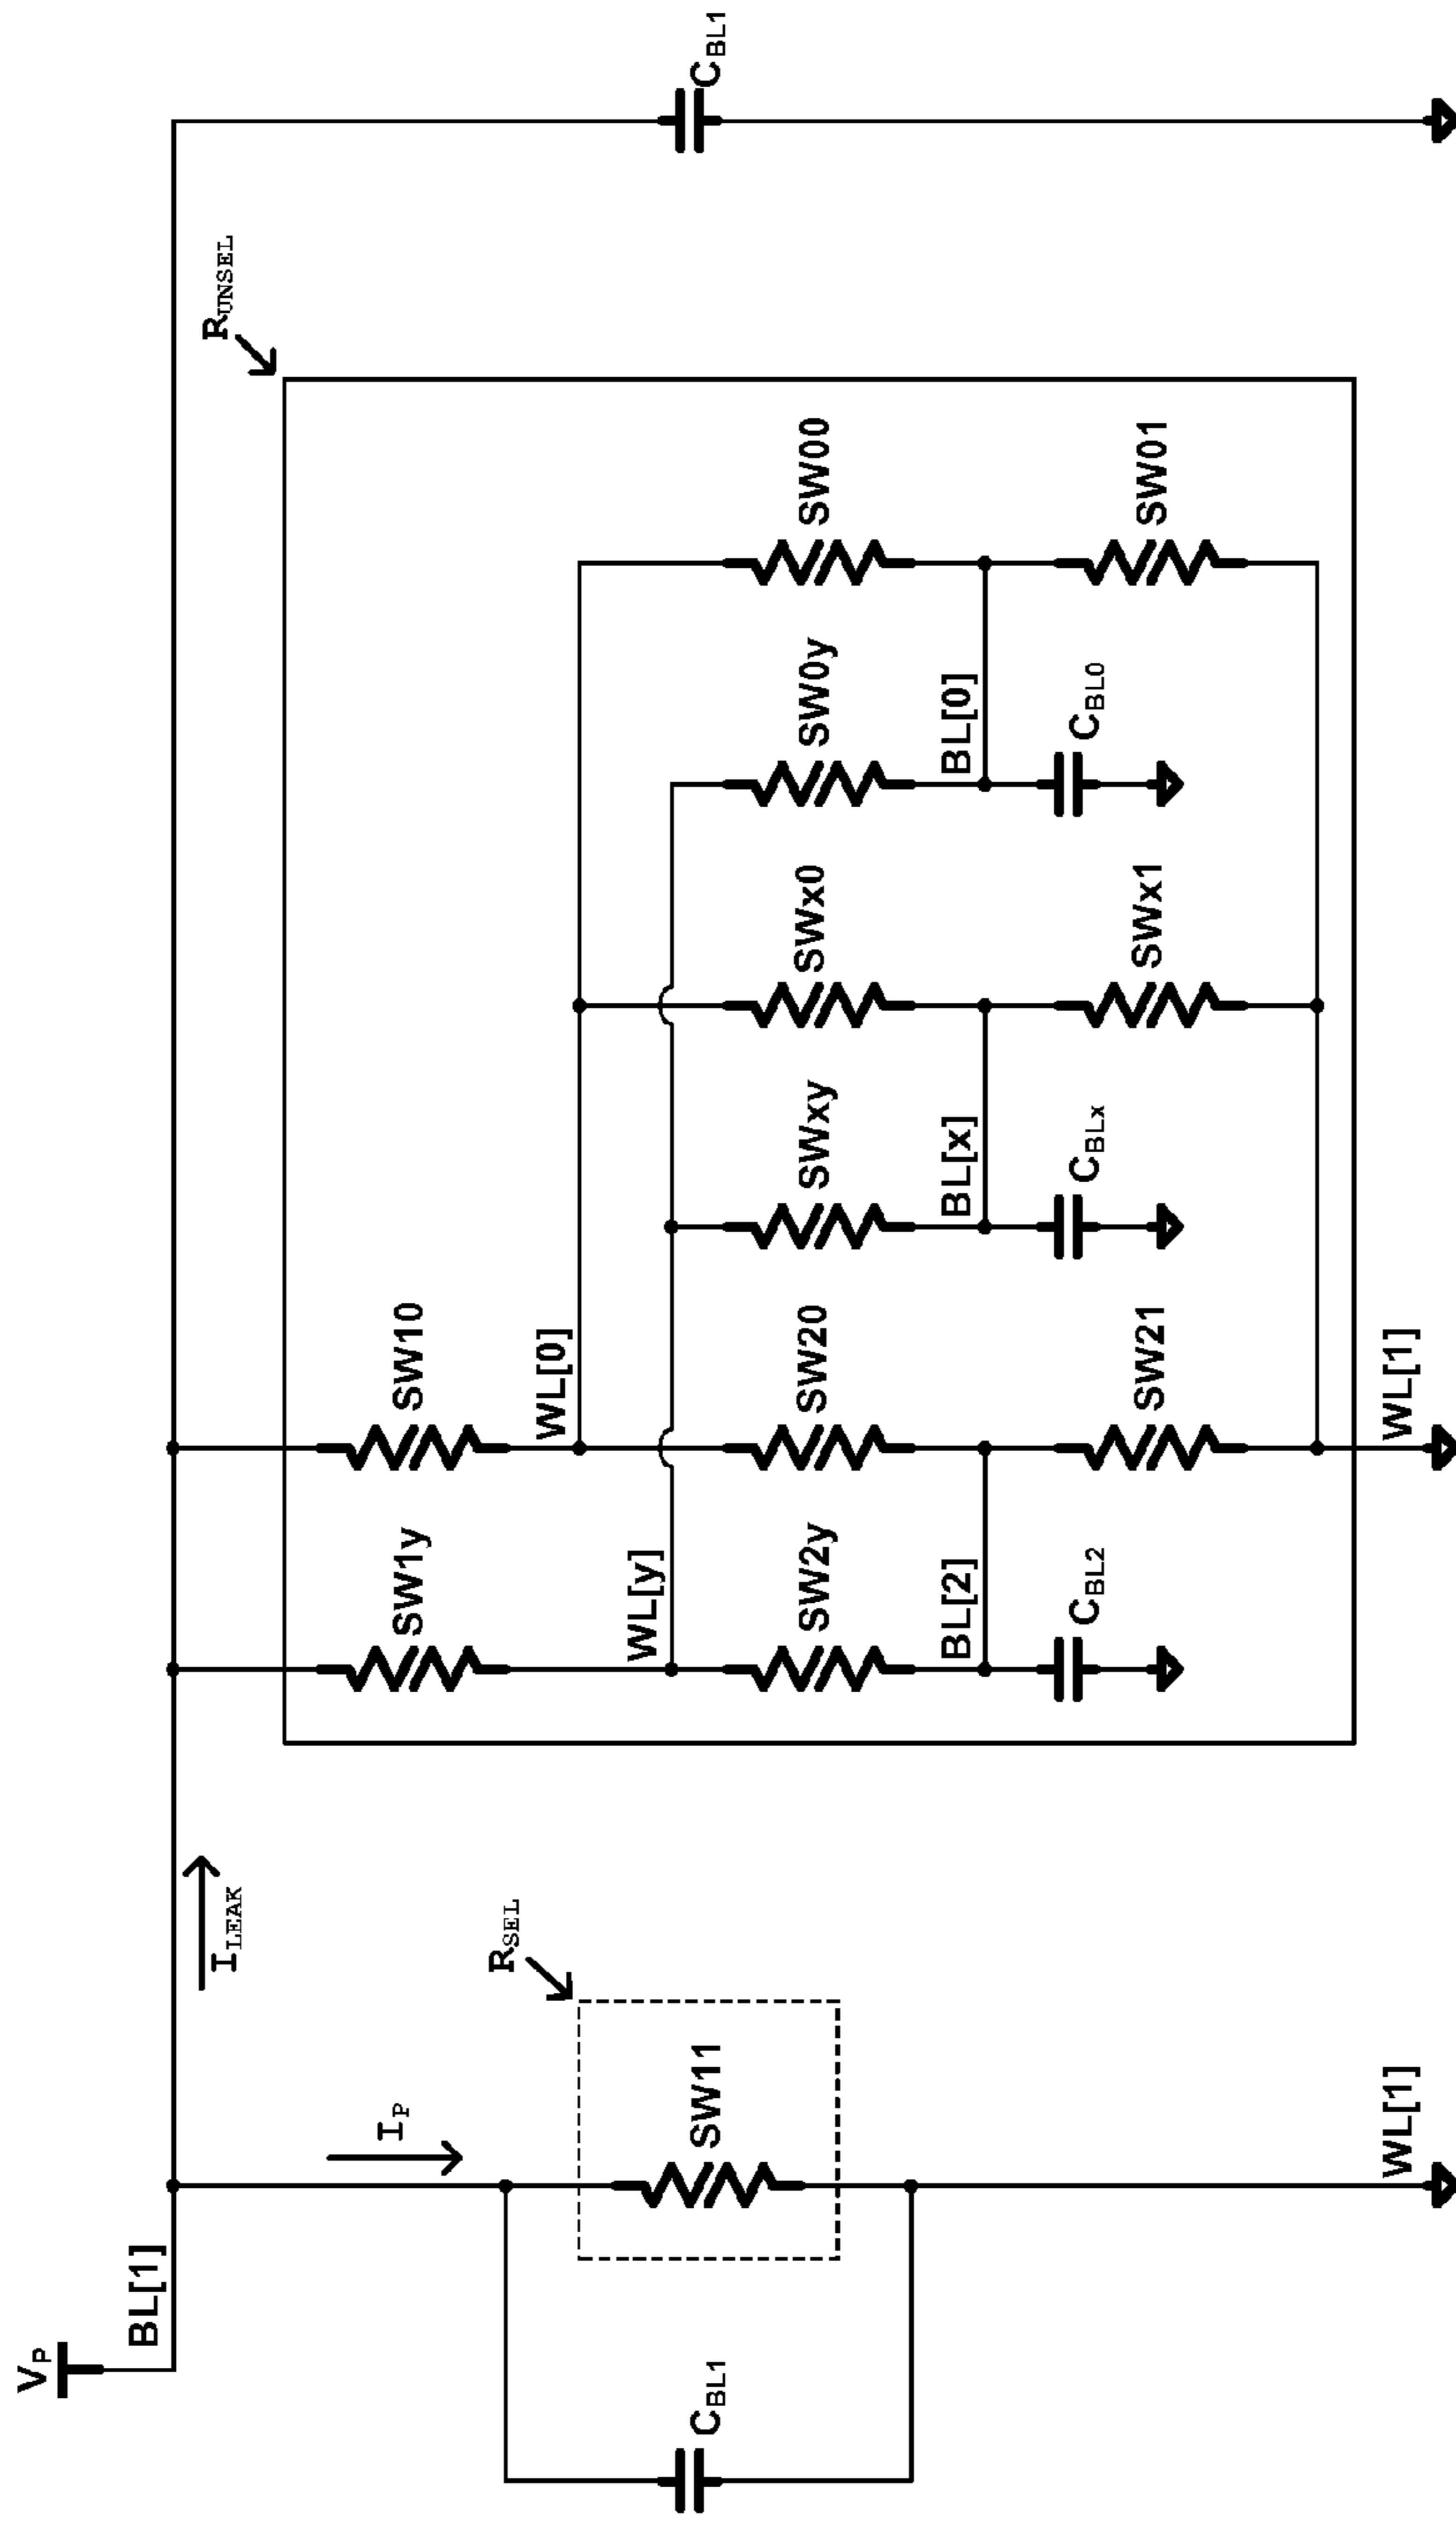 V_P
BL[1]
I_P
I_LEAK
R_SEL
R_UNSEL
C_BL1
SW11
WL[1]
SW1y
SW10
WL[y]
WL[0]
SW2y
SW20
SWxy
SWx0
SW0y
SW00
BL[2]
BL[x]
BL[0]
C_BL2
SW21
C_BLx
SWx1
C_BL0
SW01
WL[1]
C_BL1